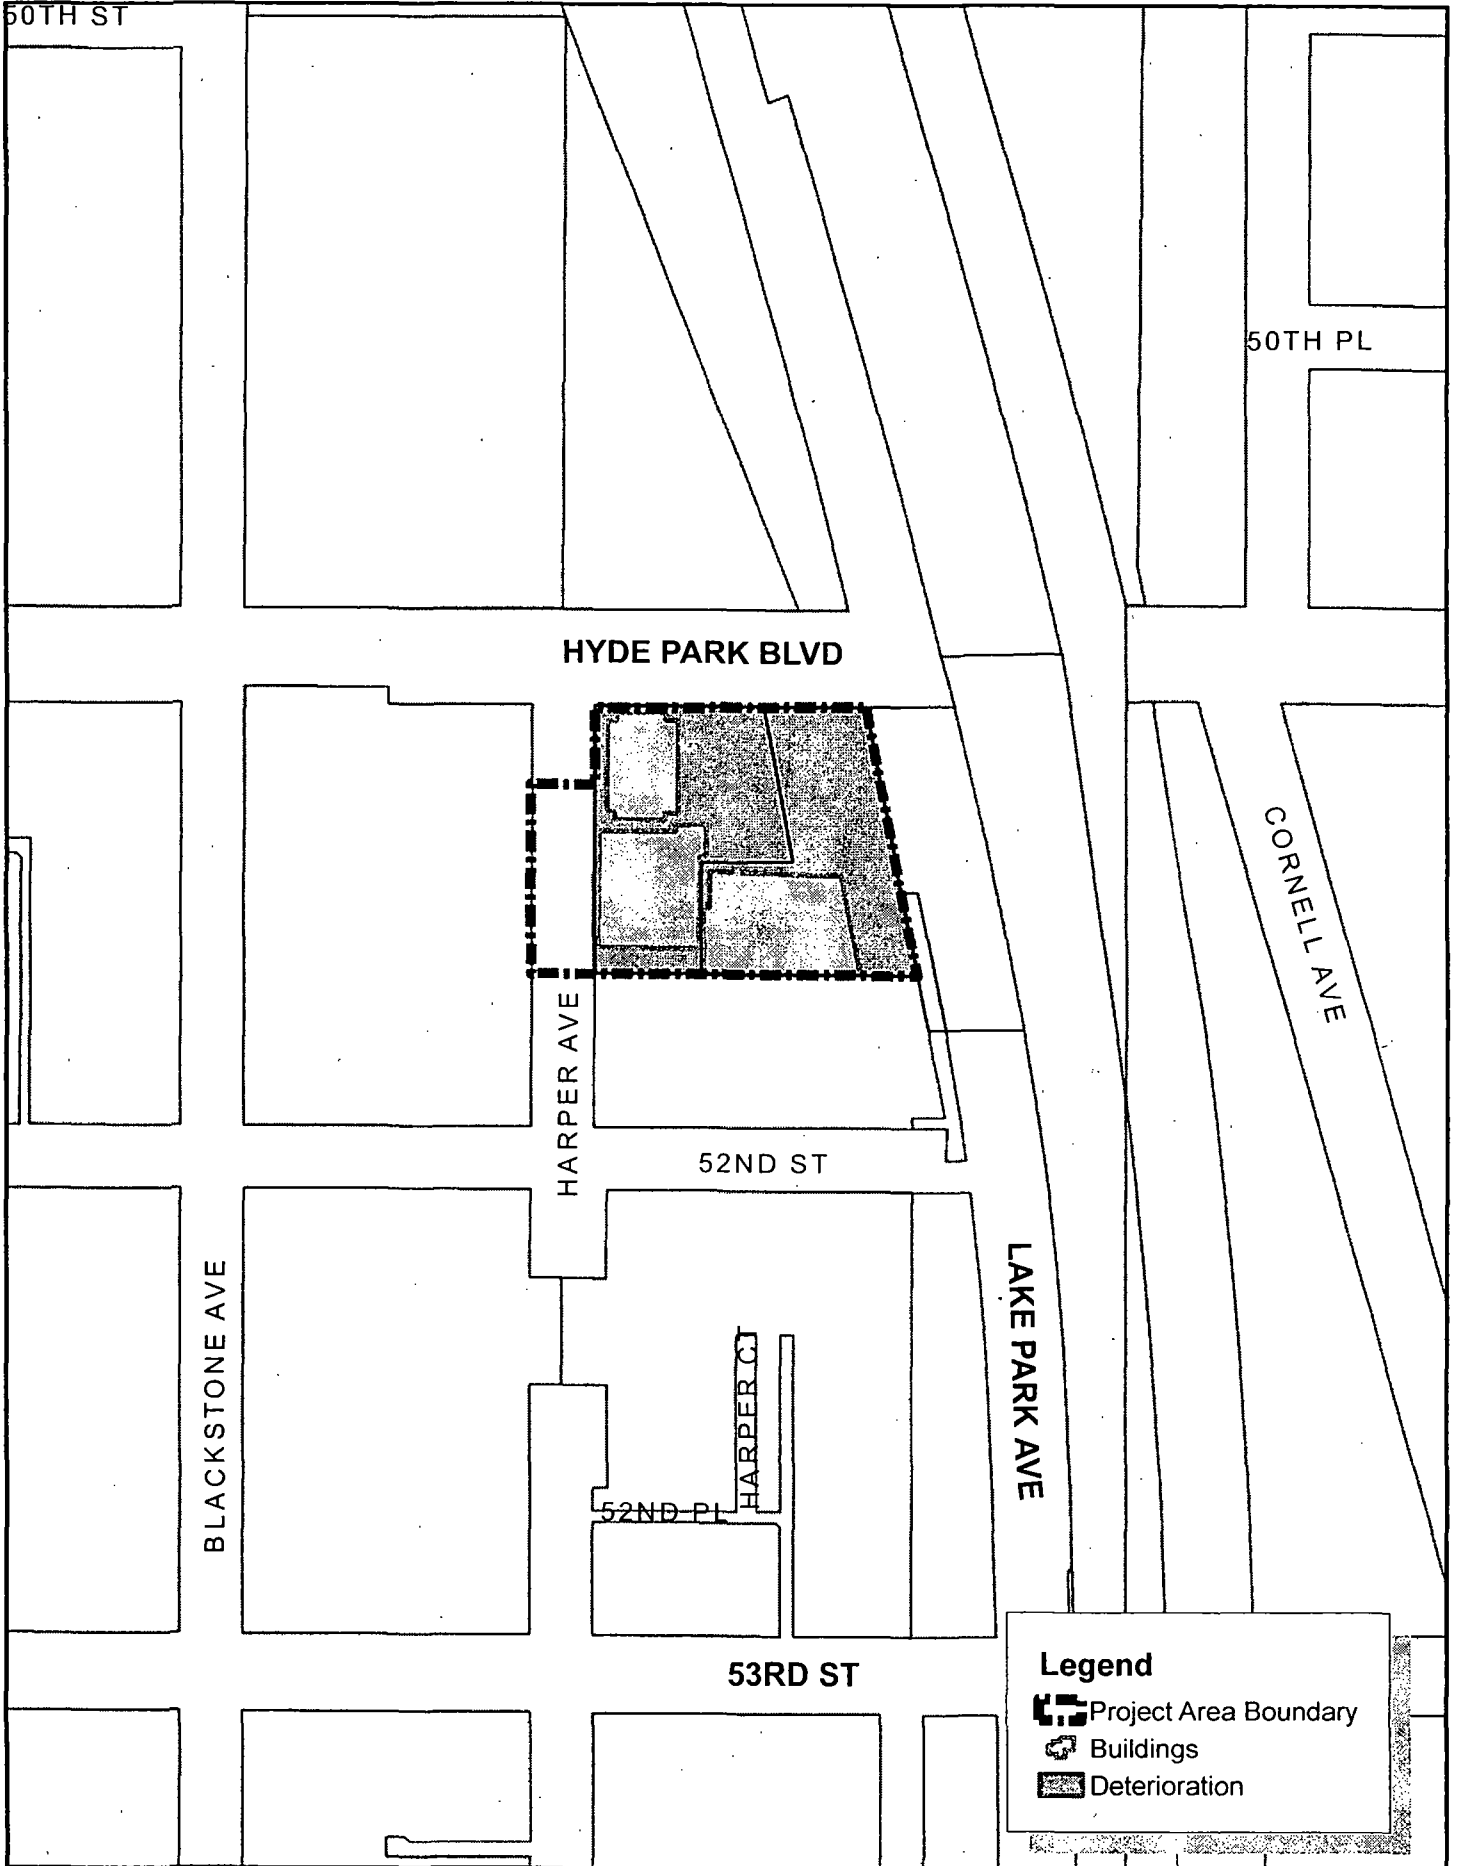 50TH ST
50TH PL
HYDE PARK BLVD
CORNELL AVE
HARPER AVE
52ND ST
LAKE PARK AVE
BLACKSTONE AVE
HARPER CT
52ND PL
53RD ST
Legend
Project Area Boundary
Buildings
Deterioration